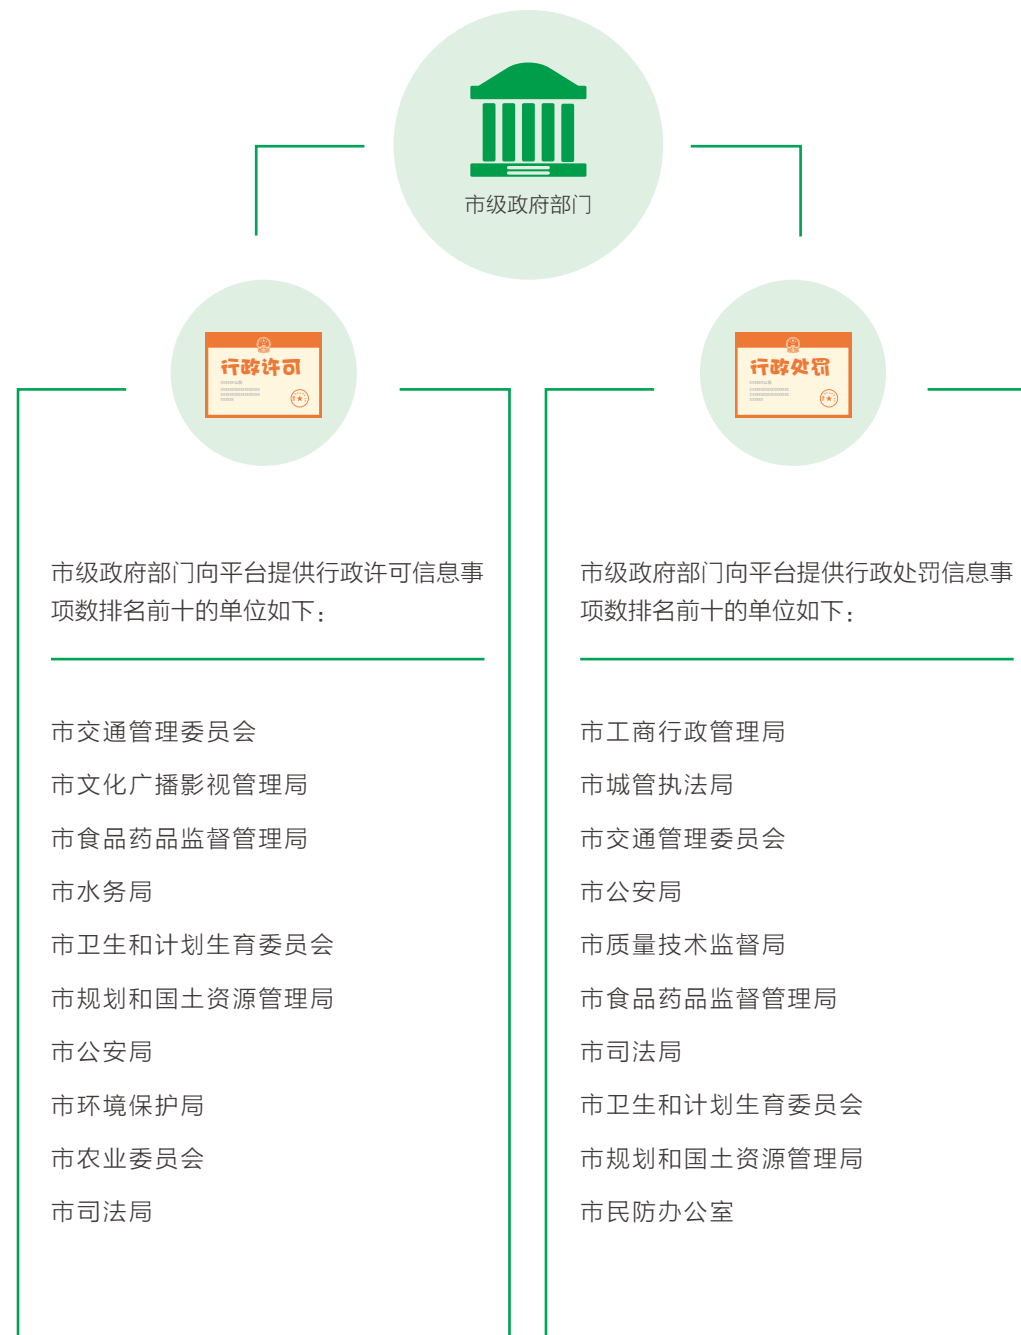 市级政府部门
行政许可
行政处罚
市级政府部门向平台提供行政许可信息事
项数排名前十的单位如下：
市交通管理委员会
市文化广播影视管理局
市食品药品监督管理局
市水务局
市卫生和计划生育委员会
市规划和国土资源管理局
市公安局
市环境保护局
市农业委员会
市司法局
市级政府部门向平台提供行政处罚信息事
项数排名前十的单位如下：
市工商行政管理局
市城管执法局
市交通管理委员会
市公安局
市质量技术监督局
市食品药品监督管理局
市司法局
市卫生和计划生育委员会
市规划和国土资源管理局
市民防办公室